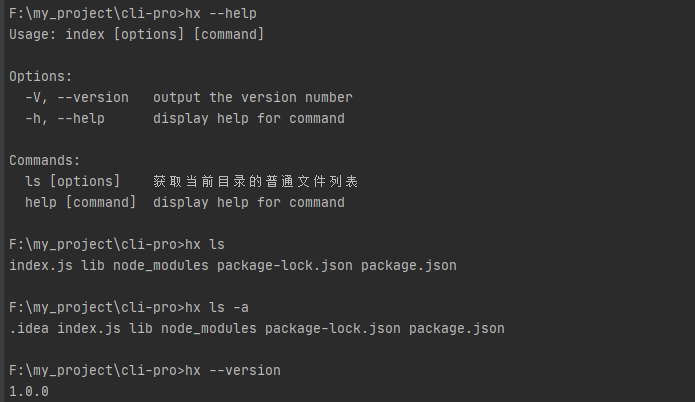 F:\my_project\cli-pro>hx --help
Usage: index [options] [command]
Options:
-V, --version output the version number
-h, --help display help for command
Commands:
ls [options] 获取当前目录的普通文件列表
help [command] display help for command
F:\my_project\cli-pro>hx ls
index.js lib node_modules package-lock.json package.json
F:\my_project\cli-pro>hx ls -a
.idea index.js lib node_modules package-lock.json package.json
F:\my_project\cli-pro>hx --version
1.0.0